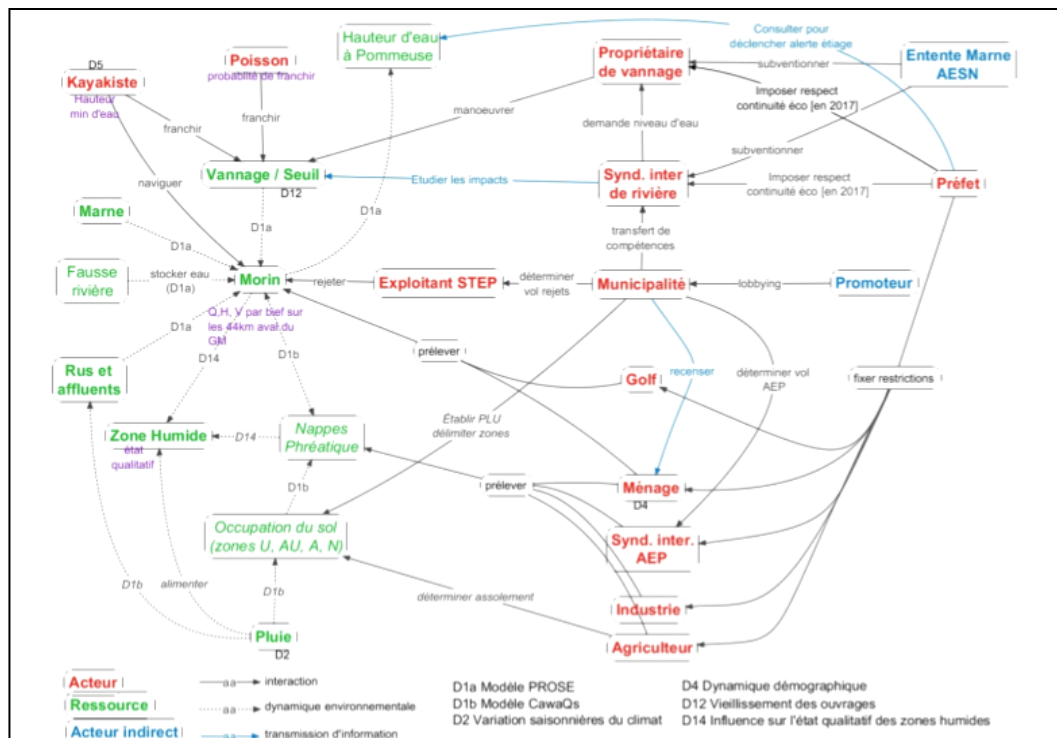 Hauteur d'eau
à Pommeuse
Consulter pour
déclencher alerte étiage
D5
Kayakiste
Hauteur
min d'eau
Poisson
probabilité de franchir
Propriétaire
de vannage
subventionner
Entente Marne
AESN
Imposer respect
continuité éco [en 2017]
manoeuvrer
franchir
franchir
demande niveau d'eau
subventionner
naviguer
Vannage / Seuil
D12
Etudier les impacts
Synd. inter
de rivière
Imposer respect
continuité éco [en 2017]
Préfet
Marne
D1a
D1a
D1a
transfert de
compétences
Fausse
rivière
stocker eau
(D1a)
Morin
rejeter
Exploitant STEP
déterminer
vol rejets
Municipalité
lobbying
Promoteur
Q,H, V par bief sur
les 44km aval du
GM
D1a
D14
D1b
prélever
Rus et
affluents
Golf
recenser
déterminer vol
AEP
fixer restrictions
Établir PLU
délimiter zones
Zone Humide
état
qualitatif
D14
Nappes
Phréatique
D1b
prélever
Ménage
D4
Occupation du sol
(zones U, AU, A, N)
Synd. inter.
AEP
D1b
alimenter
D1b
déterminer assolement
Industrie
Agriculteur
Pluie
D2
Acteur
Ressource
Acteur indirect
aa
interaction
aa
dynamique environnementale
aa
transmission d'information
D1a Modèle PROSE
D1b Modèle CawaQs
D2 Variation saisonnières du climat
D4 Dynamique démographique
D12 Vieillissement des ouvrages
D14 Influence sur l'état qualitatif des zones humides